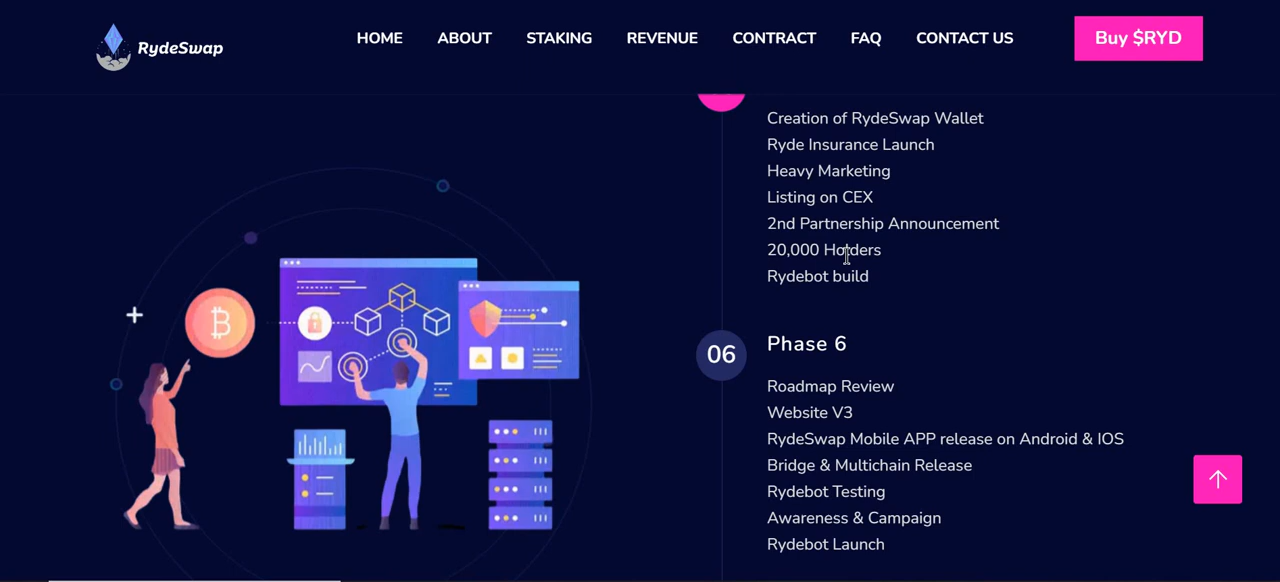 RydeSwap
HOME ABOUT STAKING REVENUE CONTRACT FAQ CONTACT US Buy $RYD
Creation of RydeSwap Wallet
Ryde Insurance Launch
Heavy Marketing
Listing on CEX
2nd Partnership Announcement
20,000 Holders
Rydebot build
06 Phase 6
Roadmap Review
Website V3
RydeSwap Mobile APP release on Android & IOS
Bridge & Multichain Release
Rydebot Testing
Awareness & Campaign
Rydebot Launch